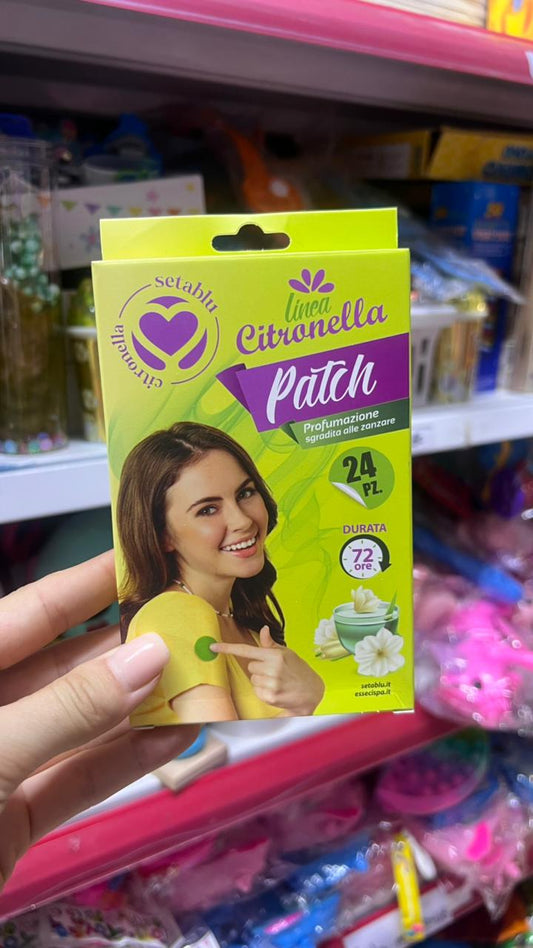 setablu
citronella
linea
Citronella
Patch
Profumazione
sgradita alle zanzare
24
PZ.
DURATA
72
ore
setablu.it
essecispa.it